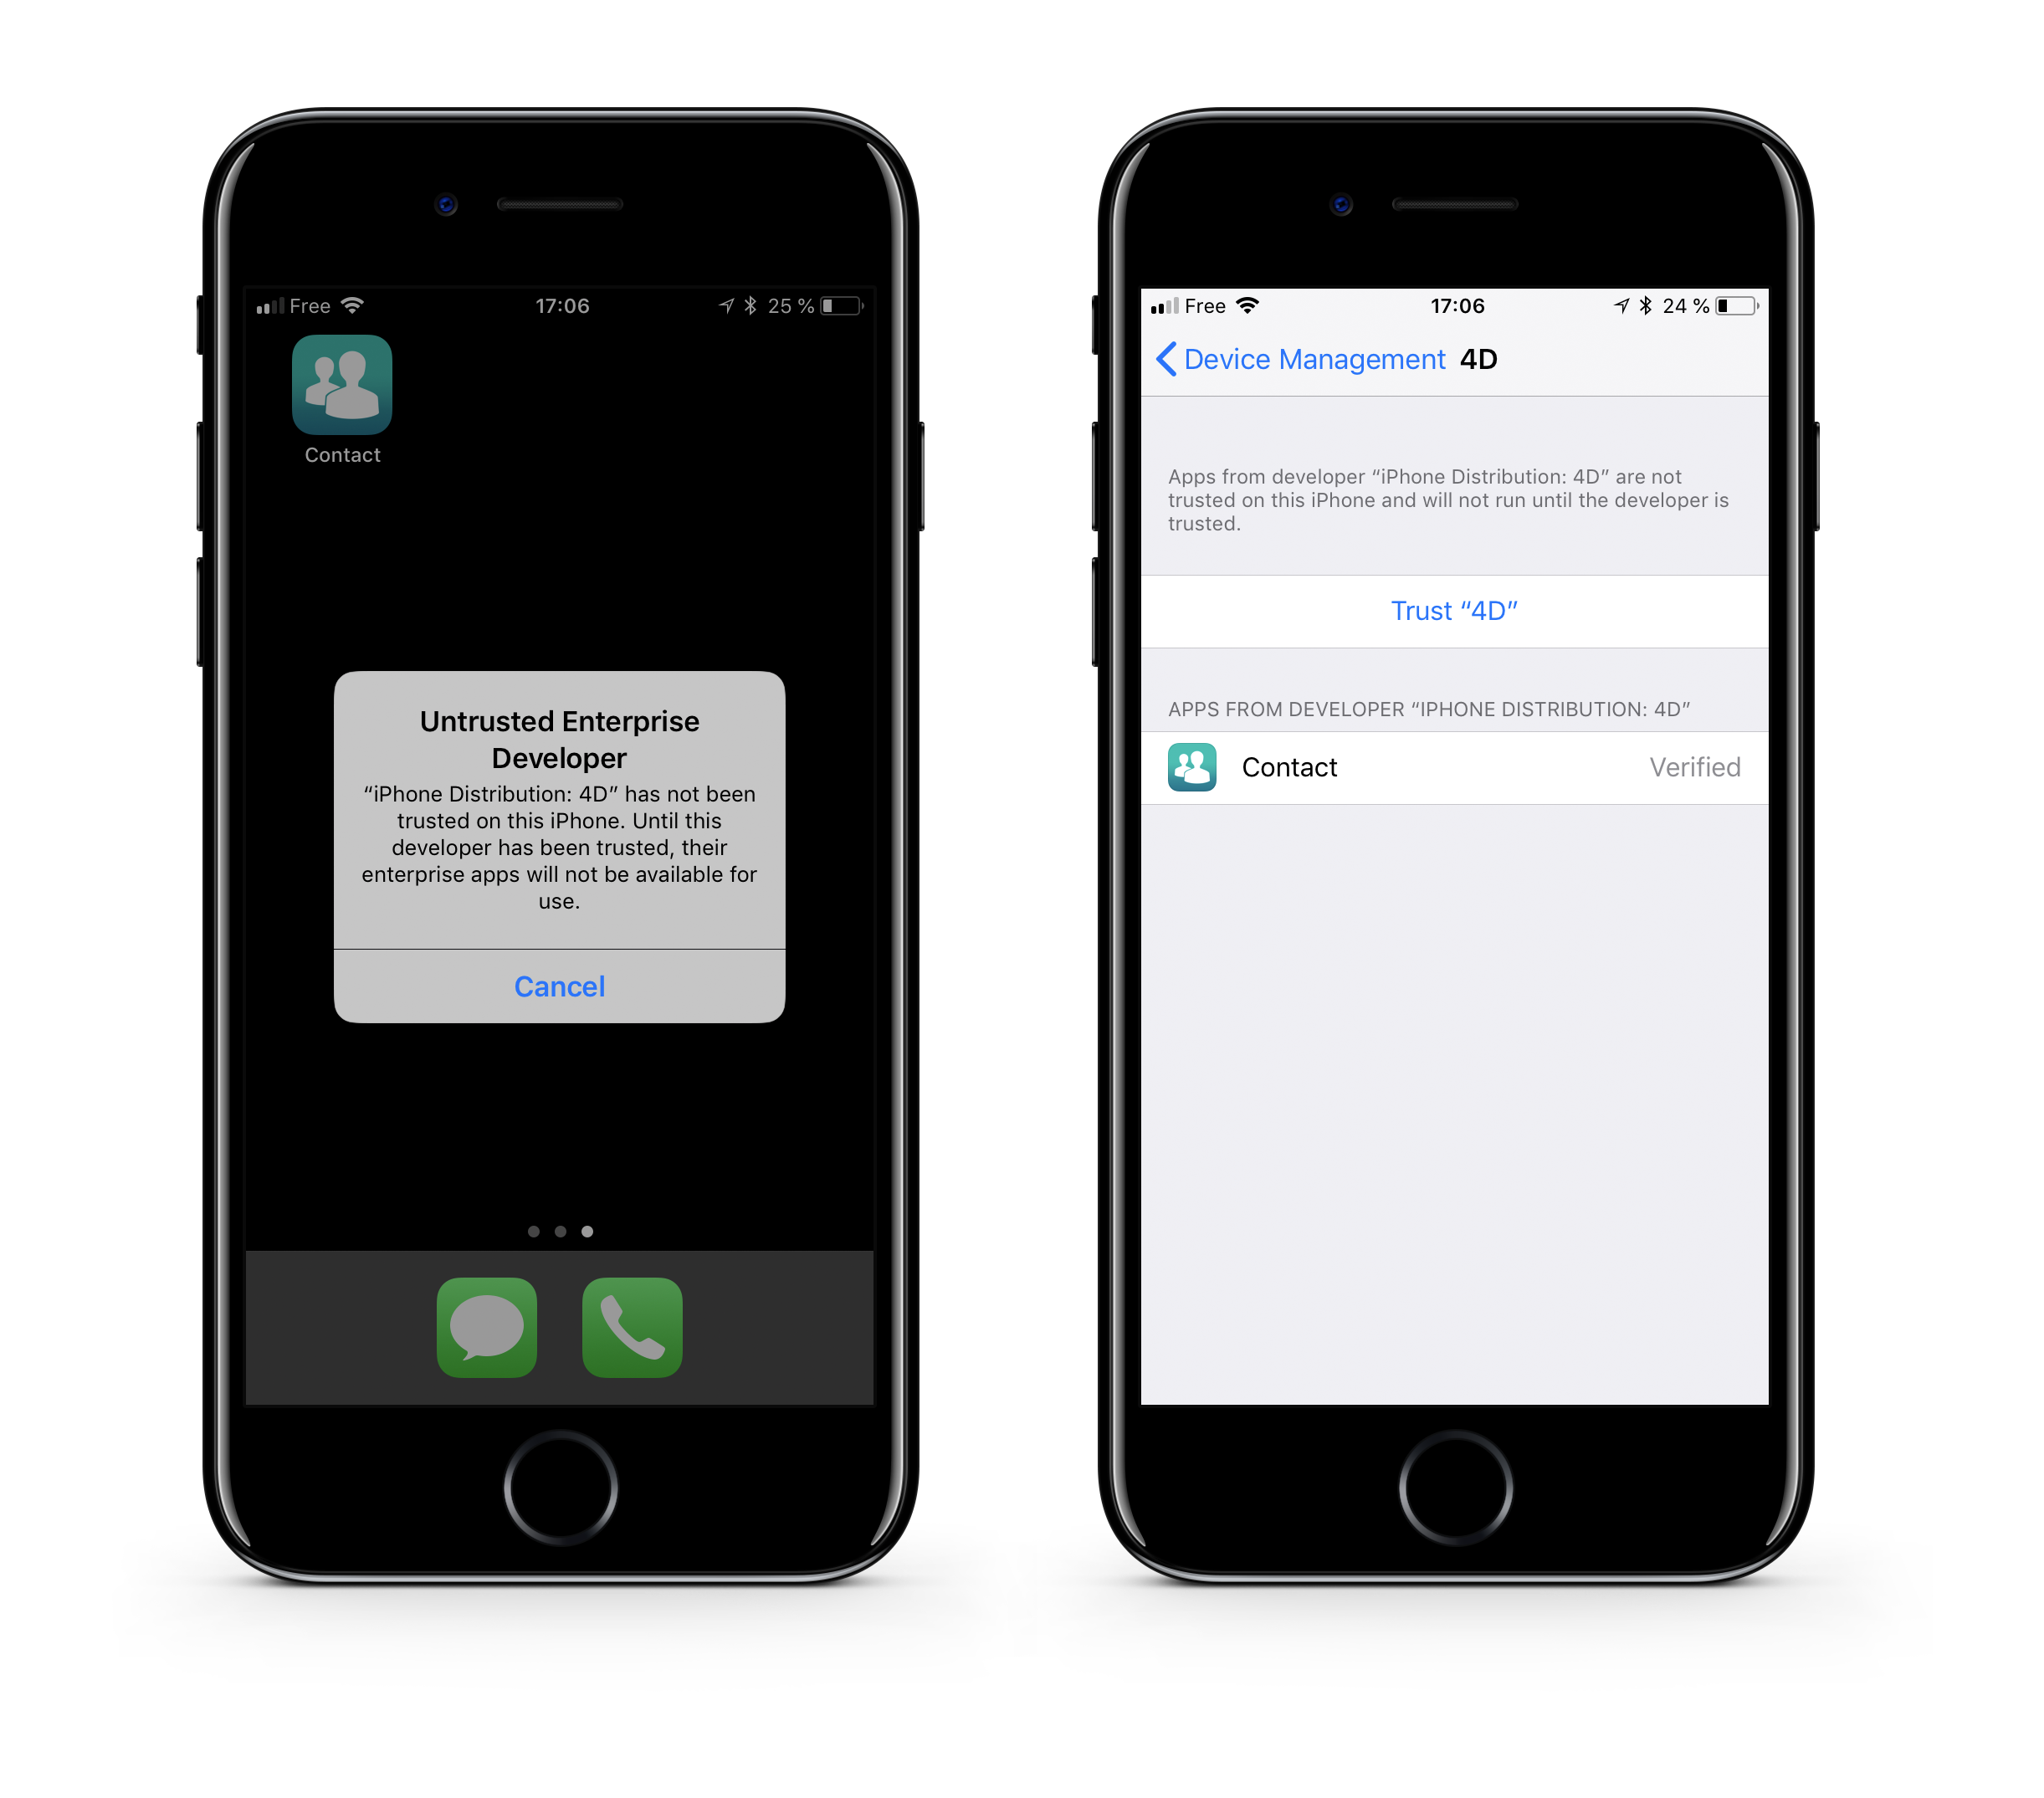 Free 17:06 25 %
Contact
Untrusted Enterprise
Developer
“iPhone Distribution: 4D” has not been
trusted on this iPhone. Until this
developer has been trusted, their
enterprise apps will not be available for
use.
Cancel
Free 17:06 24 %
Device Management 4D
Apps from developer “iPhone Distribution: 4D” are not
trusted on this iPhone and will not run until the developer is
trusted.
Trust “4D”
APPS FROM DEVELOPER “IPHONE DISTRIBUTION: 4D”
Contact Verified